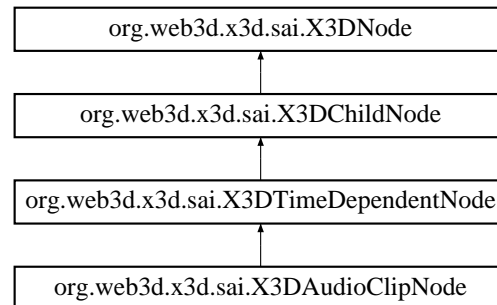 org.web3d.x3d.sai.X3DNode
org.web3d.x3d.sai.X3DChildNode
org.web3d.x3d.sai.X3DTimeDependentNode
org.web3d.x3d.sai.X3DAudioClipNode